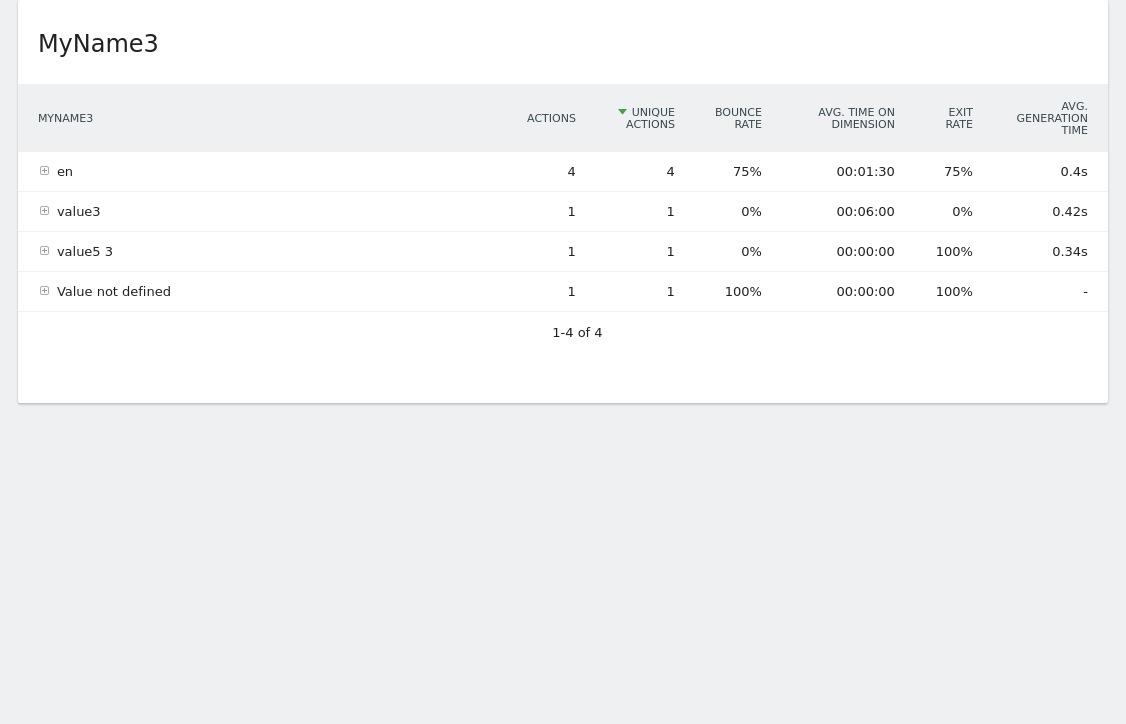 MyName3
MYNAME3 ACTIONS UNIQUE ACTIONS BOUNCE RATE AVG. TIME ON DIMENSION EXIT RATE AVG. GENERATION TIME
en 4 4 75% 00:01:30 75% 0.4s
value3 1 1 0% 00:06:00 0% 0.42s
value5 3 1 1 0% 00:00:00 100% 0.34s
Value not defined 1 1 100% 00:00:00 100% -
1-4 of 4